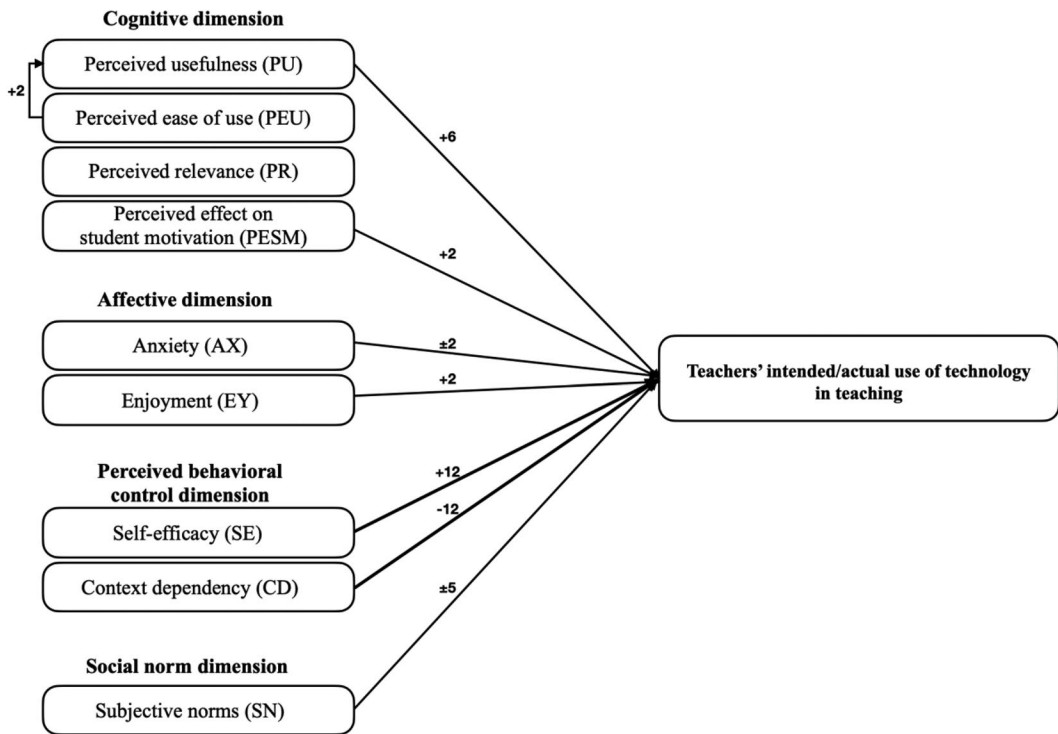 Cognitive dimension
Perceived usefulness (PU)
+2
Perceived ease of use (PEU)
+6
Perceived relevance (PR)
Perceived effect on
student motivation (PESM)
+2
Affective dimension
Anxiety (AX)
±2
Enjoyment (EY)
+2
Teachers’ intended/actual use of technology
in teaching
Perceived behavioral
control dimension
+12
Self-efficacy (SE)
-12
Context dependency (CD)
±5
Social norm dimension
Subjective norms (SN)